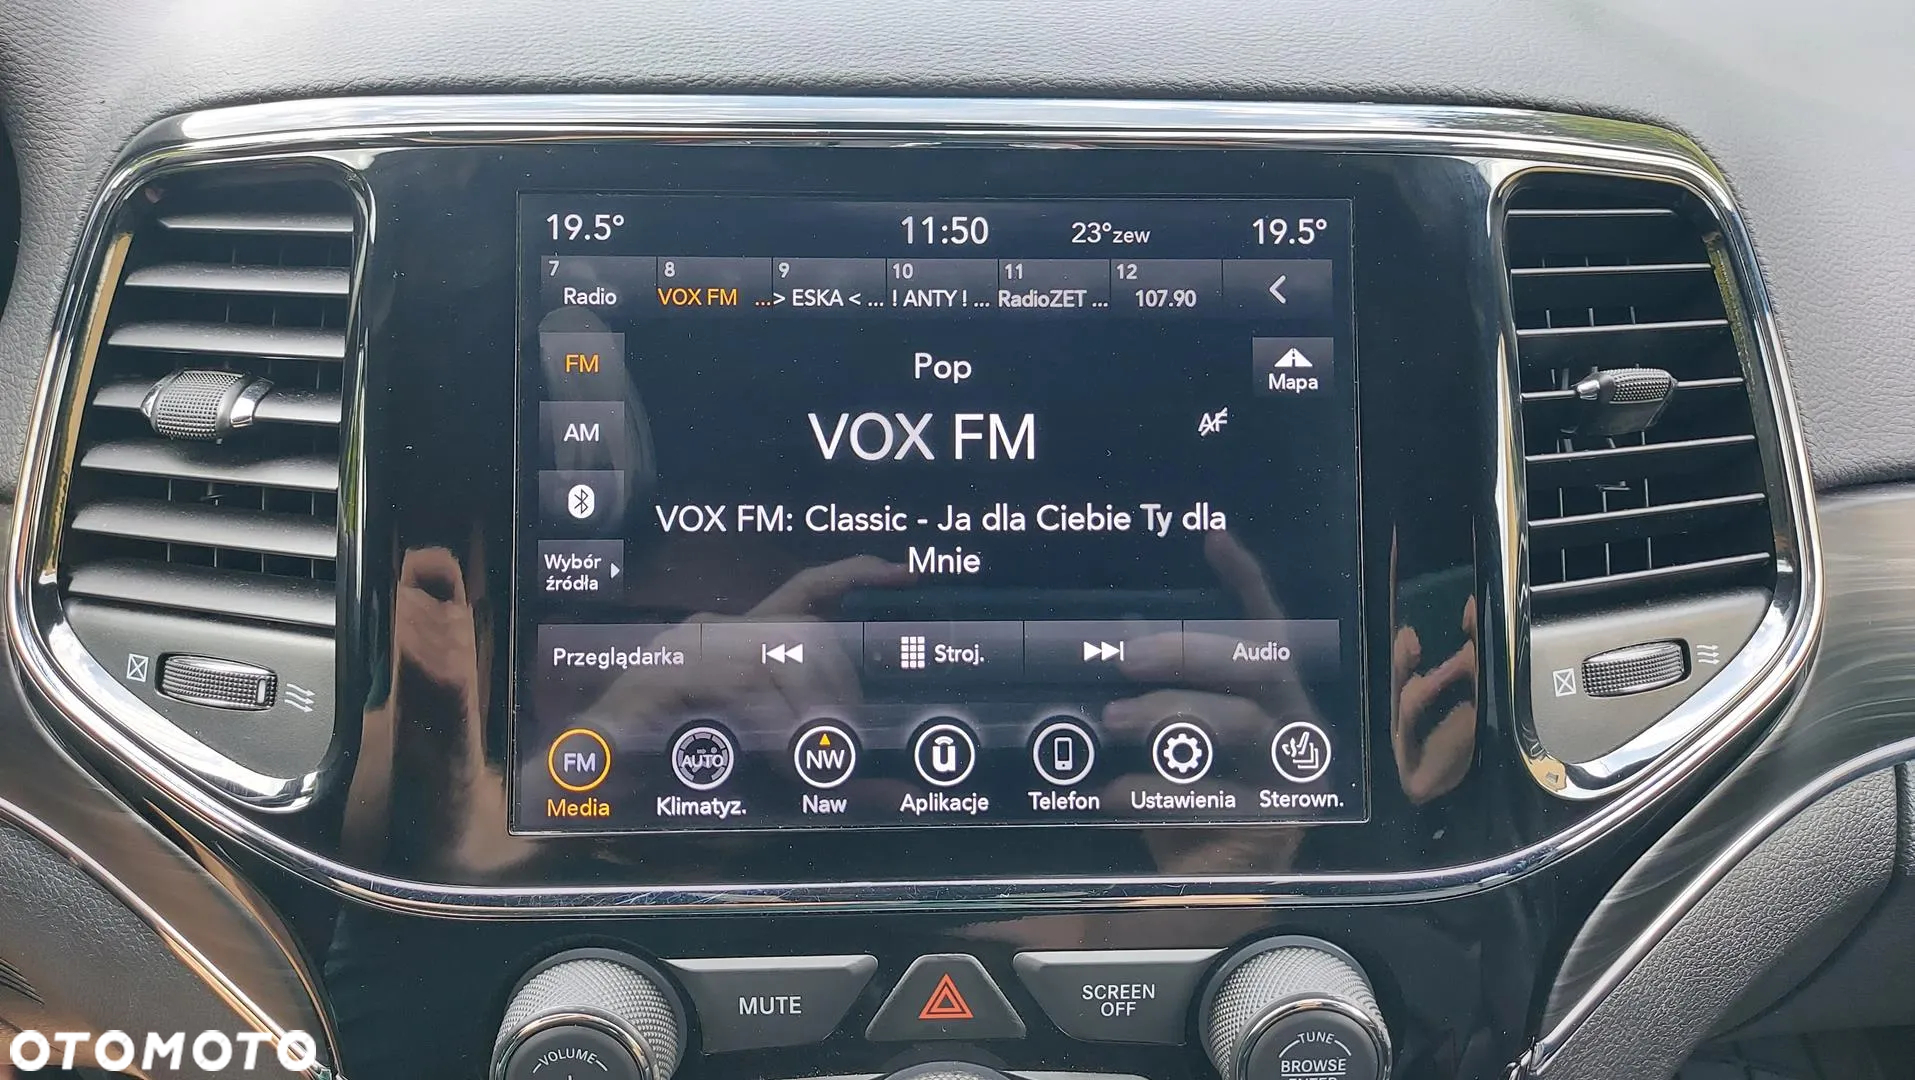 19.5° 11:50 23°zew 19.5°
7 8 9 10 11 12
Radio VOX FM ...> ESKA < ... ! ANTY ! ... RadioZET ... 107.90
FM Pop Mapa
AM VOX FM AF
VOX FM: Classic - Ja dla Ciebie Ty dla
Mnie
Wybór
źródła
Przeglądarka Stroj. Audio
FM AUTO NW ū
Media Klimatyz. Naw Aplikacje Telefon Ustawienia Sterown.
MUTE SCREEN
OFF
VOLUME TUNE
BROWSE
ENTER
OTOMOTO